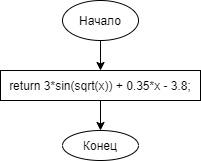 Начало
return 3*sin(sqrt(x)) + 0.35*x - 3.8;
Конец